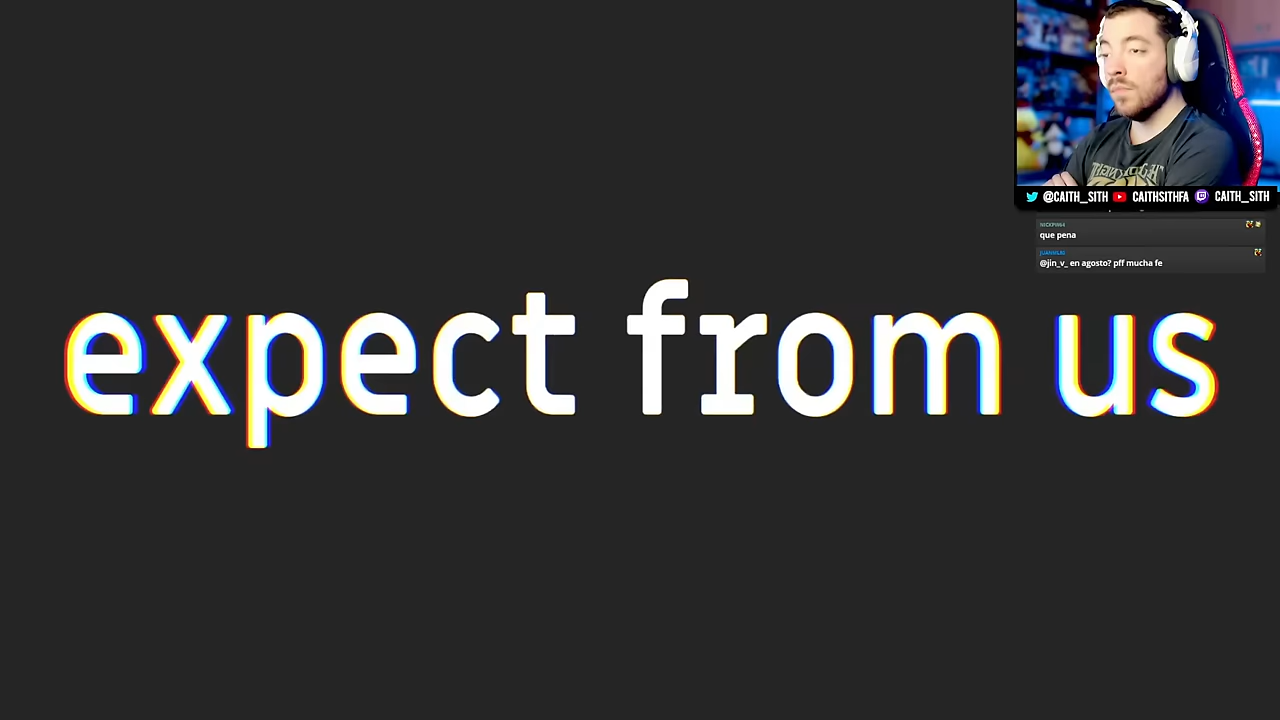 @CAITH_SITH CAITHSITHFA CAITH_SITH
que pena
@jin_v_ en agosto? pff mucha fe
expect from us